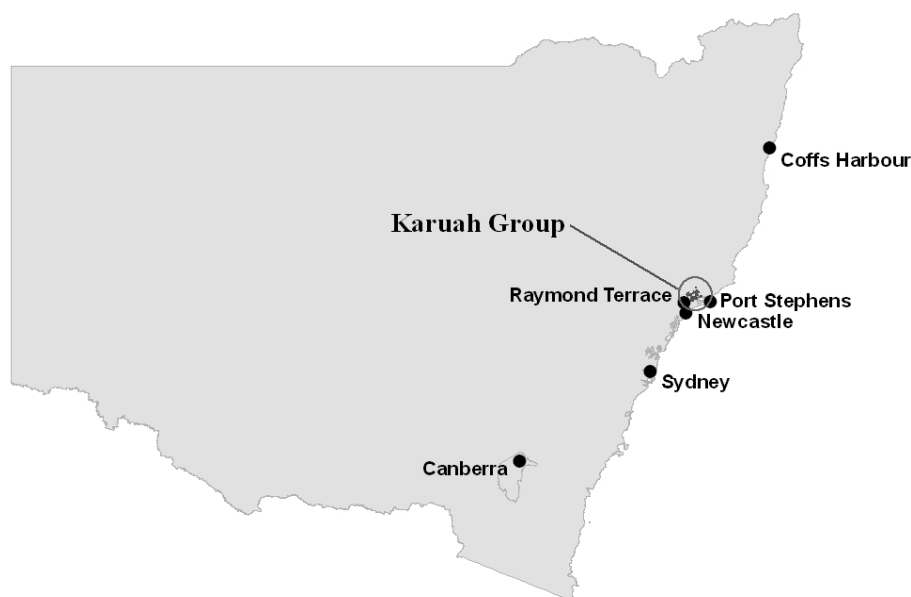 Coffs Harbour
Karuah Group
Raymond Terrace
Port Stephens
Newcastle
Sydney
Canberra